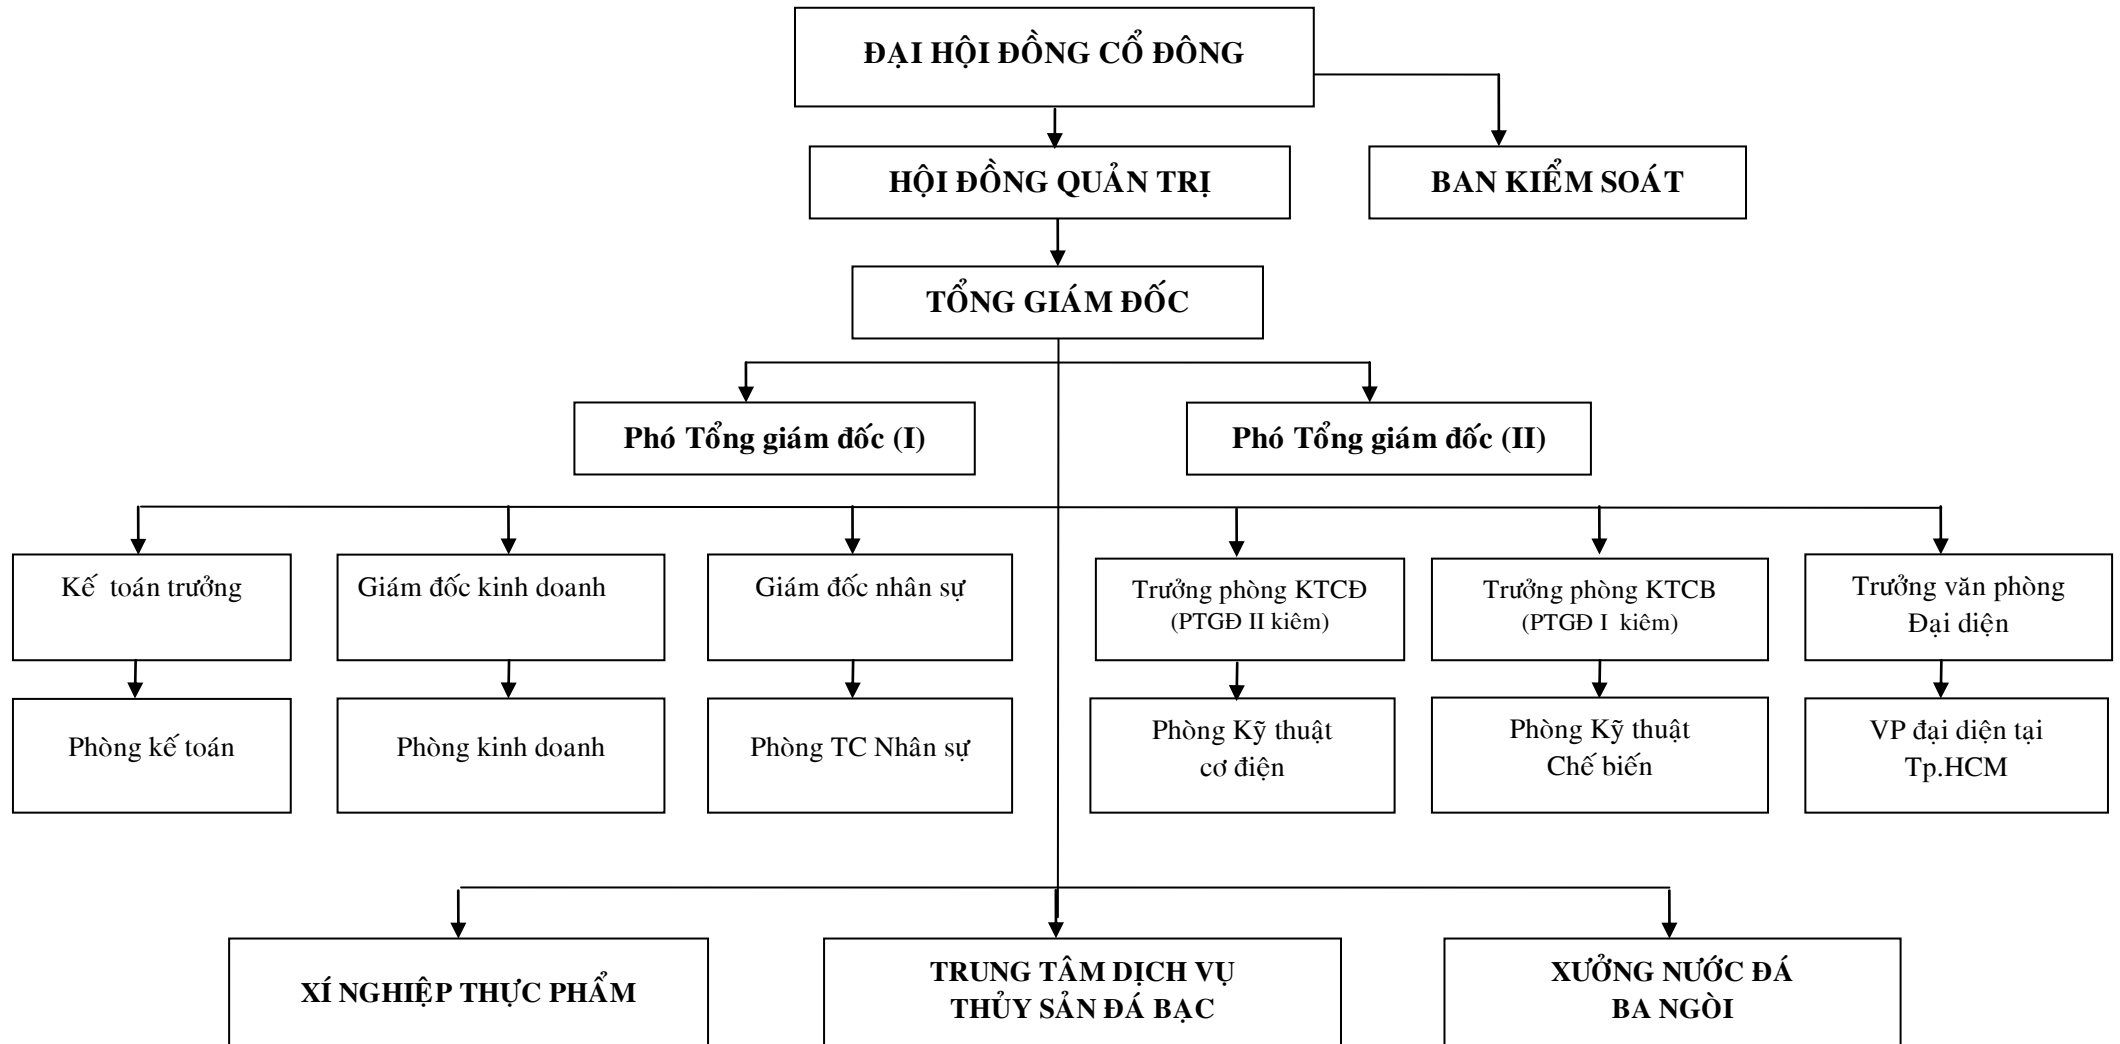 ĐẠI HỘI ĐỒNG CỔ ĐÔNG
HỘI ĐỒNG QUẢN TRỊ
BAN KIỂM SOÁT
TỔNG GIÁM ĐỐC
Phó Tổng giám đốc (I)
Phó Tổng giám đốc (II)
Kế toán trưởng
Giám đốc kinh doanh
Giám đốc nhân sự
Trưởng phòng KTCĐ
(PTGĐ II kiêm)
Trưởng phòng KTCB
(PTGĐ I kiêm)
Trưởng văn phòng
Đại diện
Phòng kế toán
Phòng kinh doanh
Phòng TC Nhân sự
Phòng Kỹ thuật
cơ điện
Phòng Kỹ thuật
Chế biến
VP đại diện tại
Tp.HCM
XÍ NGHIỆP THỰC PHẨM
TRUNG TÂM DỊCH VỤ
THỦY SẢN ĐÁ BẠC
XƯỞNG NƯỚC ĐÁ
BA NGÒI